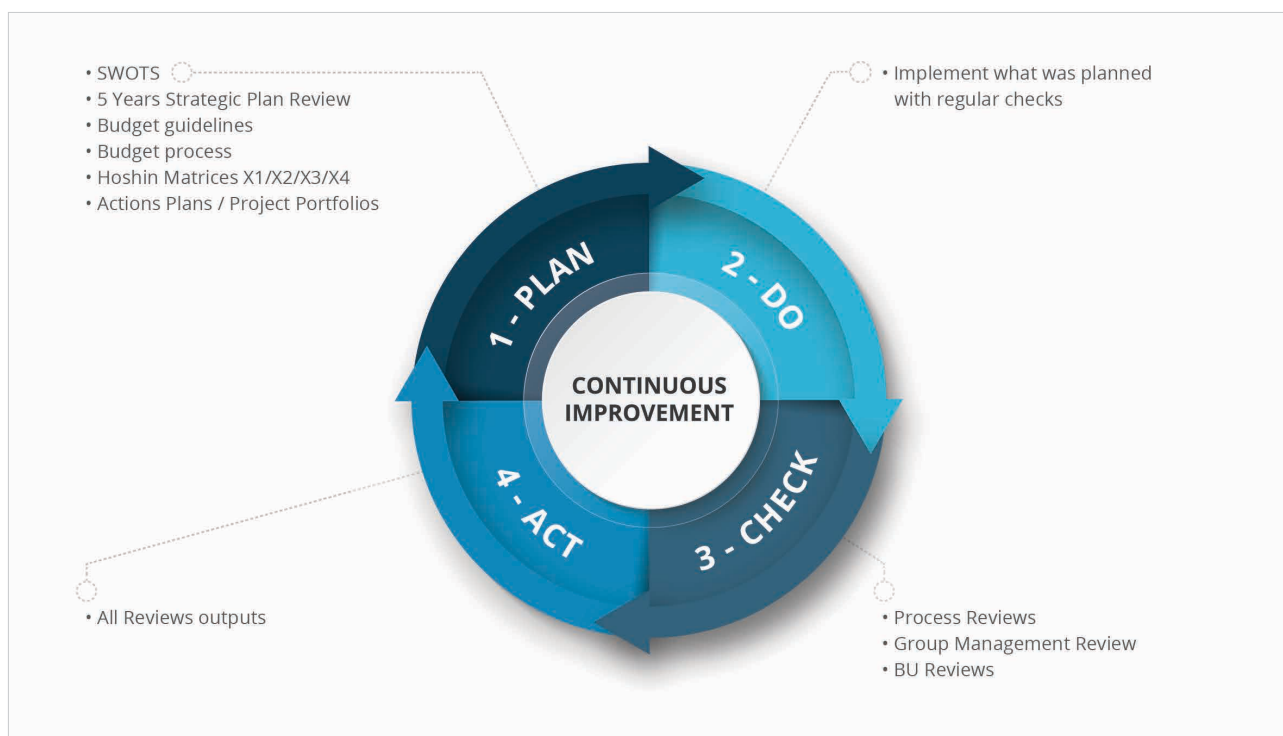 • SWOTS
• 5 Years Strategic Plan Review
• Budget guidelines
• Budget process
• Hoshin Matrices X1/X2/X3/X4
• Actions Plans / Project Portfolios
• Implement what was planned
with regular checks
1 - PLAN
2 - DO
CONTINUOUS
IMPROVEMENT
3 - CHECK
4 - ACT
• All Reviews outputs
• Process Reviews
• Group Management Review
• BU Reviews